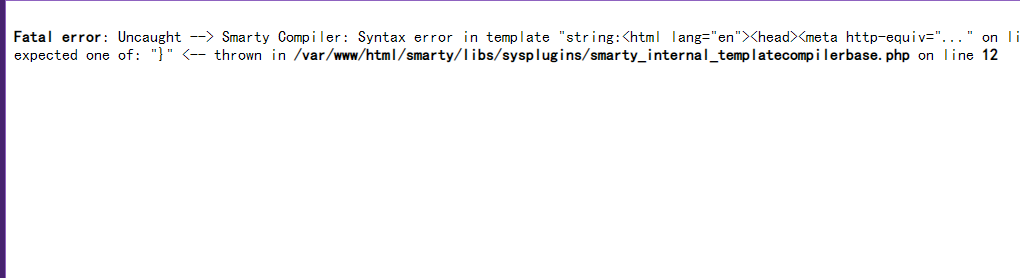 Fatal error: Uncaught --> Smarty Compiler: Syntax error in template "string:<html lang="en"><head><meta http-equiv="..." on li
expected one of: "}" <-- thrown in /var/www/html/smarty/libs/sysplugins/smarty_internal_templatecompilerbase.php on line 12